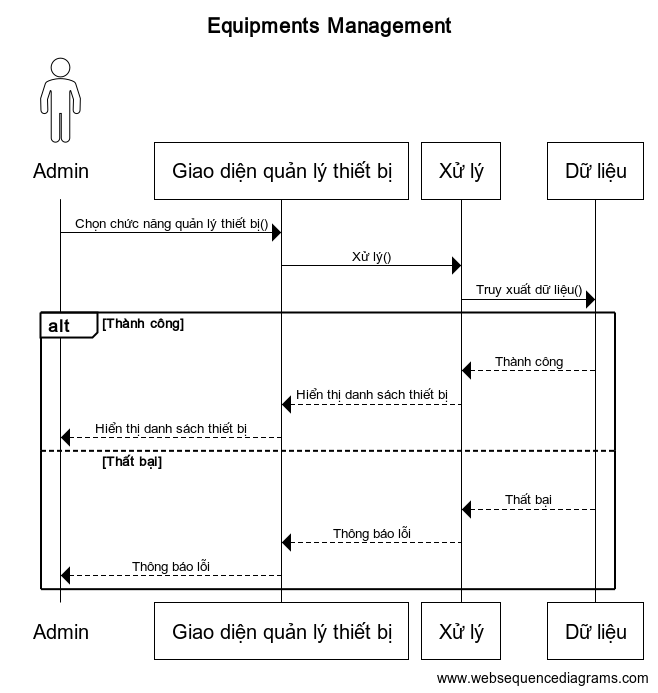 Equipments Management
Admin
Giao diện quản lý thiết bị
Xử lý
Dữ liệu
Chọn chức năng quản lý thiết bị()
Xử lý()
Truy xuất dữ liệu()
alt
[Thành công]
Thành công
Hiển thị danh sách thiết bị
Hiển thị danh sách thiết bị
[Thất bại]
Thất bại
Thông báo lỗi
Thông báo lỗi
Admin
Giao diện quản lý thiết bị
Xử lý
Dữ liệu
www.websequencediagrams.com